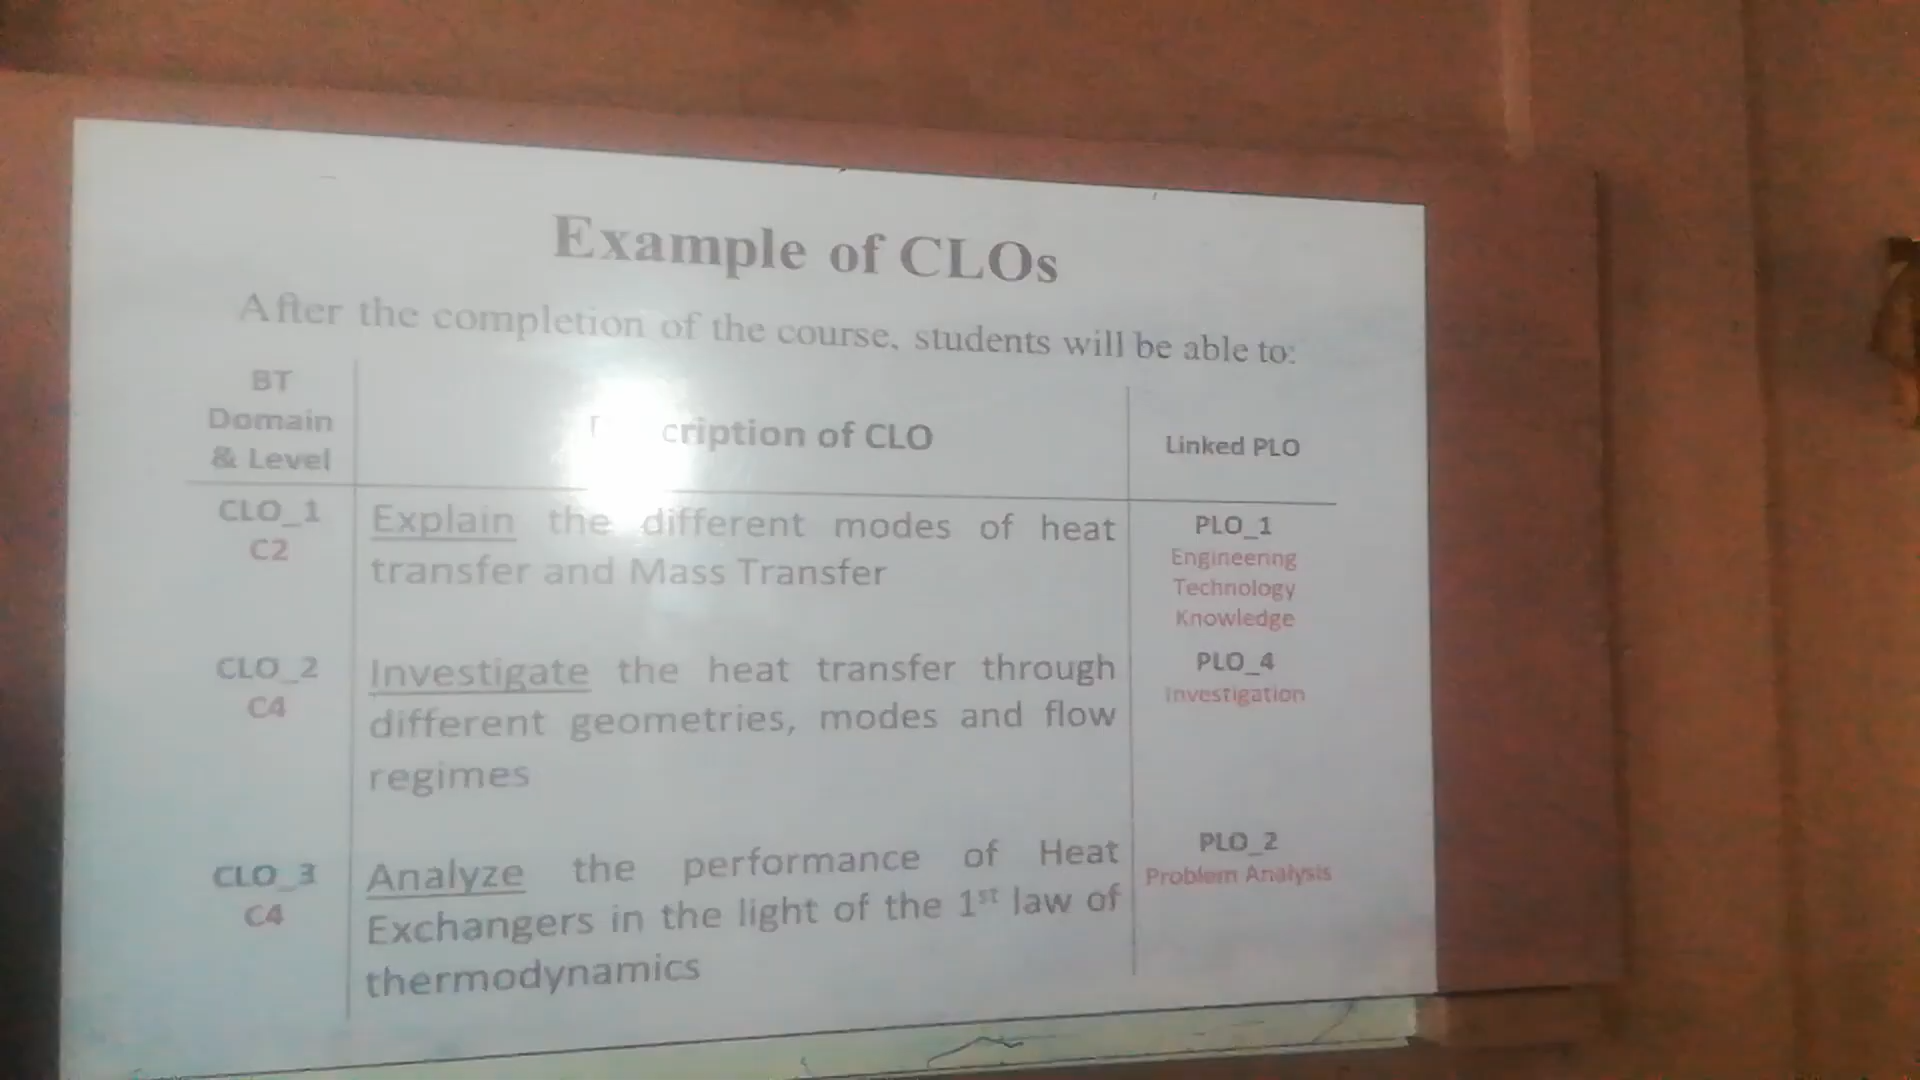 Example of CLOs
After the completion of the course, students will be able to:
BT
Domain
& Level
cription of CLO
Linked PLO
CLO_1
C2
Explain the different modes of heat
transfer and Mass Transfer
PLO_1
Engineering
Technology
Knowledge
CLO_2
C4
Investigate the heat transfer through
different geometries, modes and flow
regimes
PLO_4
Investigation
CLO_3
C4
Analyze the performance of Heat
Exchangers in the light of the 1st law of
thermodynamics
PLO_2
Problem Analysis